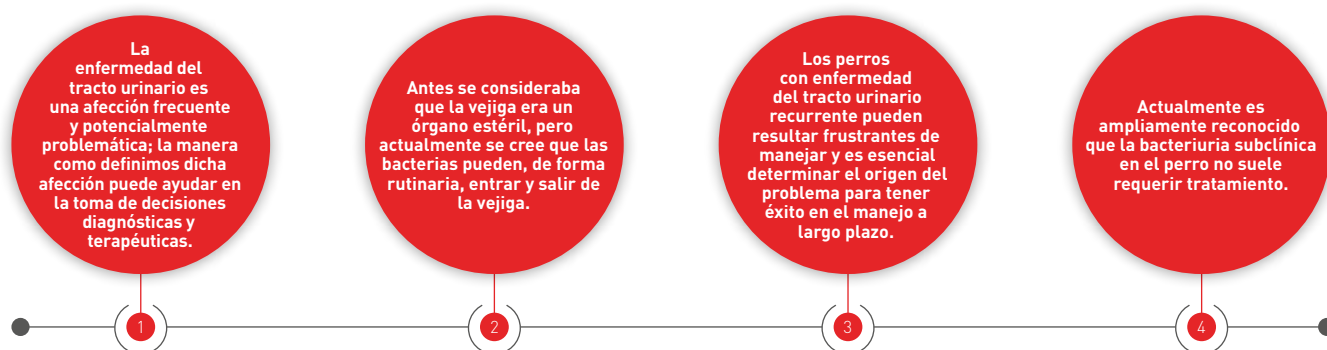 La
enfermedad del
tracto urinario es
una afección frecuente
y potencialmente
problemática; la manera
como definimos dicha
afección puede ayudar en
la toma de decisiones
diagnósticas y
terapéuticas.
Antes se consideraba
que la vejiga era un
órgano estéril, pero
actualmente se cree que las
bacterias pueden, de forma
rutinaria, entrar y salir de
la vejiga.
Los perros
con enfermedad
del tracto urinario
recurrente pueden
resultar frustrantes de
manejar y es esencial
determinar el origen del
problema para tener
éxito en el manejo a
largo plazo.
Actualmente es
ampliamente reconocido
que la bacteriuria subclínica
en el perro no suele
requerir tratamiento.
1
2
3
4